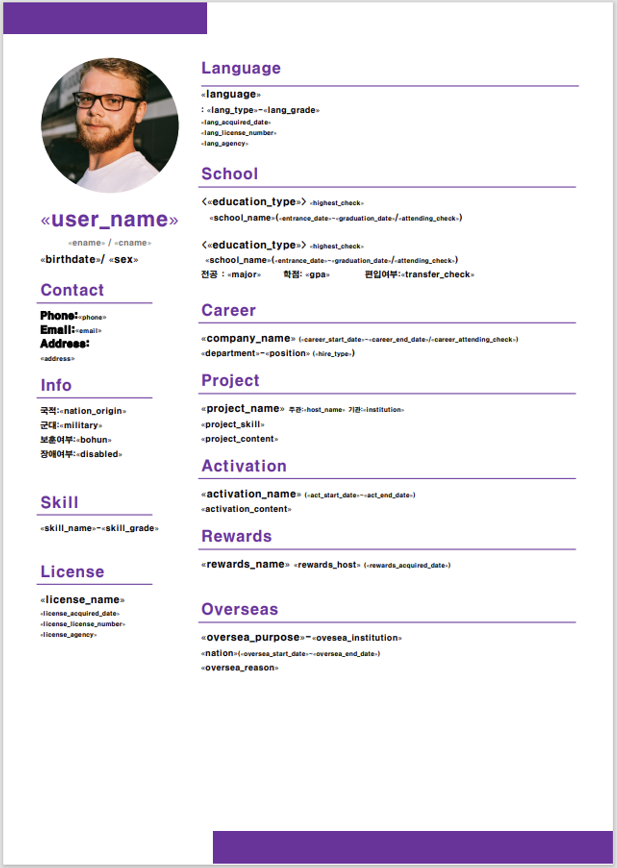 «user_name»
«ename» / «cname»
«birthdate»/ «sex»
Contact
Phone:«phone»
Email:«email»
Address:
«address»
Info
국적:«nation_origin»
군대:«military»
보훈여부:«bohun»
장애여부:«disabled»
Skill
«skill_name»-«skill_grade»
License
«license_name»
«license_acquired_date»
«license_license_number»
«license_agency»
Language
«language»
: «lang_type»-«lang_grade»
«lang_acquired_date»
«lang_license_number»
«lang_agency»
School
<«education_type»> «highest_check»
«school_name»(«entrance_date»~«graduation_date»/«attending_check»)
<«education_type»> «highest_check»
«school_name»(«entrance_date»~«graduation_date»/«attending_check»)
전공 : «major» 학점: «gpa» 편입여부:«transfer_check»
Career
«company_name» («career_start_date»~«career_end_date»/«career_attending_check»)
«department»-«position» («hire_type»)
Project
«project_name» 주관:«host_name» 기관:«institution»
«project_skill»
«project_content»
Activation
«activation_name» («act_start_date»~«act_end_date»)
«activation_content»
Rewards
«rewards_name» «rewards_host» («rewards_acquired_date»)
Overseas
«oversea_purpose»-«ovesea_institution»
«nation»(«oversea_start_date»~«oversea_end_date»)
«oversea_reason»